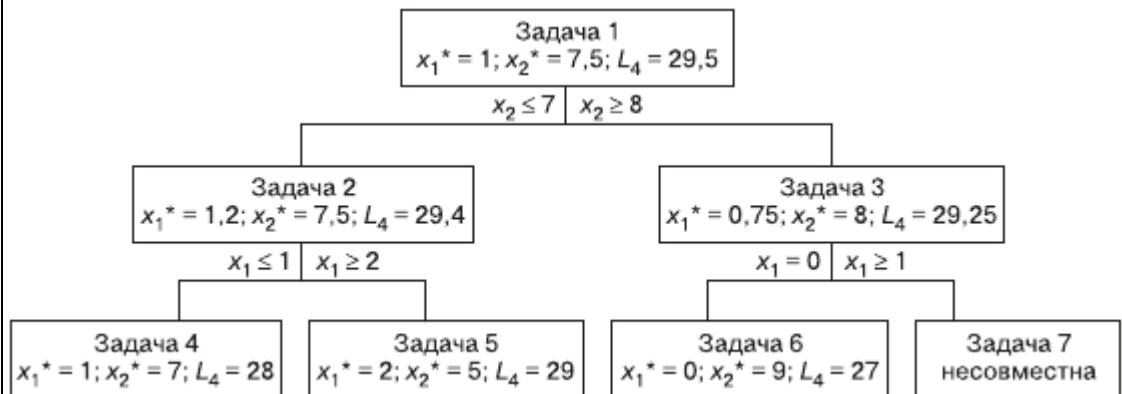 Задача 1
x₁* = 1; x₂* = 7,5; L₄ = 29,5
x₂ ≤ 7 x₂ ≥ 8
Задача 2
x₁* = 1,2; x₂* = 7,5; L₄ = 29,4
Задача 3
x₁* = 0,75; x₂* = 8; L₄ = 29,25
x₁ ≤ 1 x₁ ≥ 2
x₁ = 0 x₁ ≥ 1
Задача 4
x₁* = 1; x₂* = 7; L₄ = 28
Задача 5
x₁* = 2; x₂* = 5; L₄ = 29
Задача 6
x₁* = 0; x₂* = 9; L₄ = 27
Задача 7
несовместна